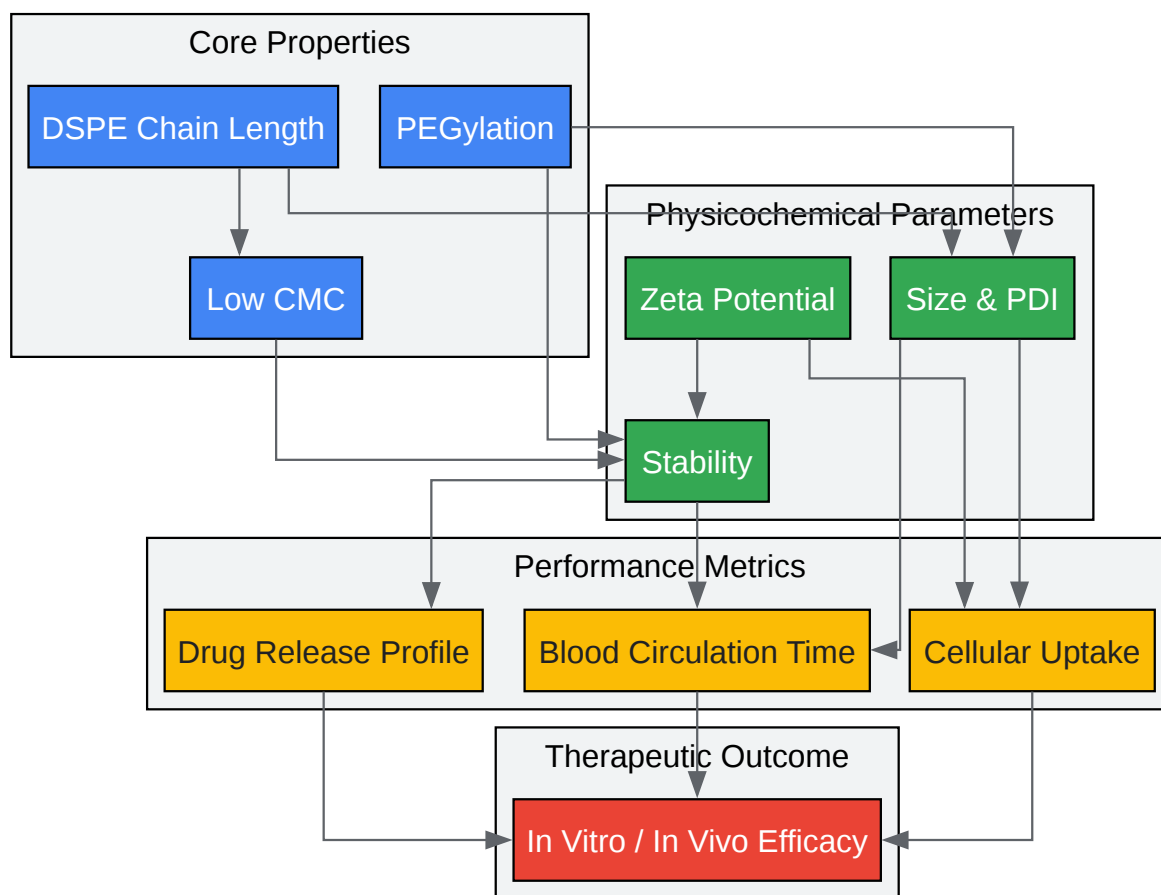 Core Properties
DSPE Chain Length
PEGylation
Physicochemical Parameters
Low CMC
Zeta Potential
Size & PDI
Stability
Performance Metrics
Drug Release Profile
Blood Circulation Time
Cellular Uptake
Therapeutic Outcome
In Vitro / In Vivo Efficacy